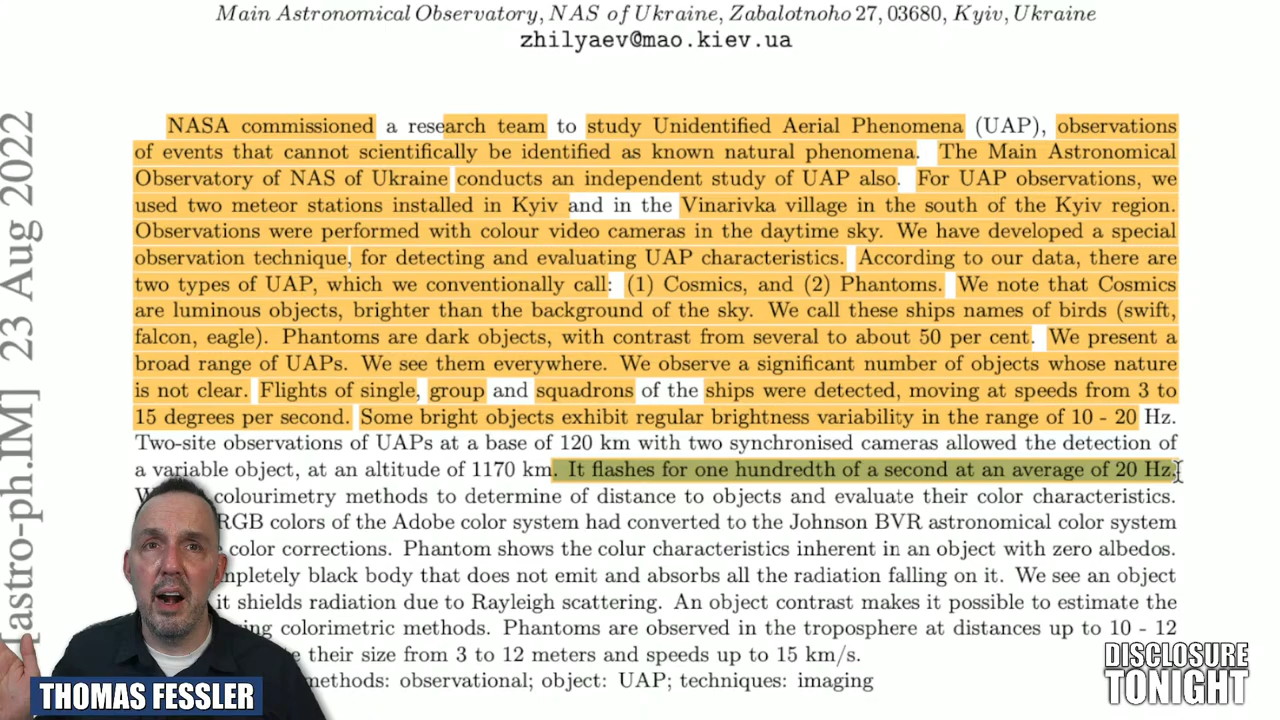 Main Astronomical Observatory, NAS of Ukraine, Zabalotnoho 27, 03680, Kyiv, Ukraine
zhilyaev@mao.kiev.ua
[astro-ph.IM] 23 Aug 2022
NASA commissioned a research team to study Unidentified Aerial Phenomena (UAP), observations
of events that cannot scientifically be identified as known natural phenomena. The Main Astronomical
Observatory of NAS of Ukraine conducts an independent study of UAP also. For UAP observations, we
used two meteor stations installed in Kyiv and in the Vinarivka village in the south of the Kyiv region.
Observations were performed with colour video cameras in the daytime sky. We have developed a special
observation technique, for detecting and evaluating UAP characteristics. According to our data, there are
two types of UAP, which we conventionally call: (1) Cosmics, and (2) Phantoms. We note that Cosmics
are luminous objects, brighter than the background of the sky. We call these ships names of birds (swift,
falcon, eagle). Phantoms are dark objects, with contrast from several to about 50 per cent. We present a
broad range of UAPs. We see them everywhere. We observe a significant number of objects whose nature
is not clear. Flights of single, group and squadrons of the ships were detected, moving at speeds from 3 to
15 degrees per second. Some bright objects exhibit regular brightness variability in the range of 10 - 20 Hz.
Two-site observations of UAPs at a base of 120 km with two synchronised cameras allowed the detection of
a variable object, at an altitude of 1170 km. It flashes for one hundredth of a second at an average of 20 Hz.
colourimetry methods to determine of distance to objects and evaluate their color characteristics.
RGB colors of the Adobe color system had converted to the Johnson BVR astronomical color system
color corrections. Phantom shows the colur characteristics inherent in an object with zero albedos.
black body that does not emit and absorbs all the radiation falling on it. We see an object
it shields radiation due to Rayleigh scattering. An object contrast makes it possible to estimate the
colorimetric methods. Phantoms are observed in the troposphere at distances up to 10 - 12
their size from 3 to 12 meters and speeds up to 15 km/s.
methods: observational; object: UAP; techniques: imaging
THOMAS FESSLER
DISCLOSURE
TONIGHT